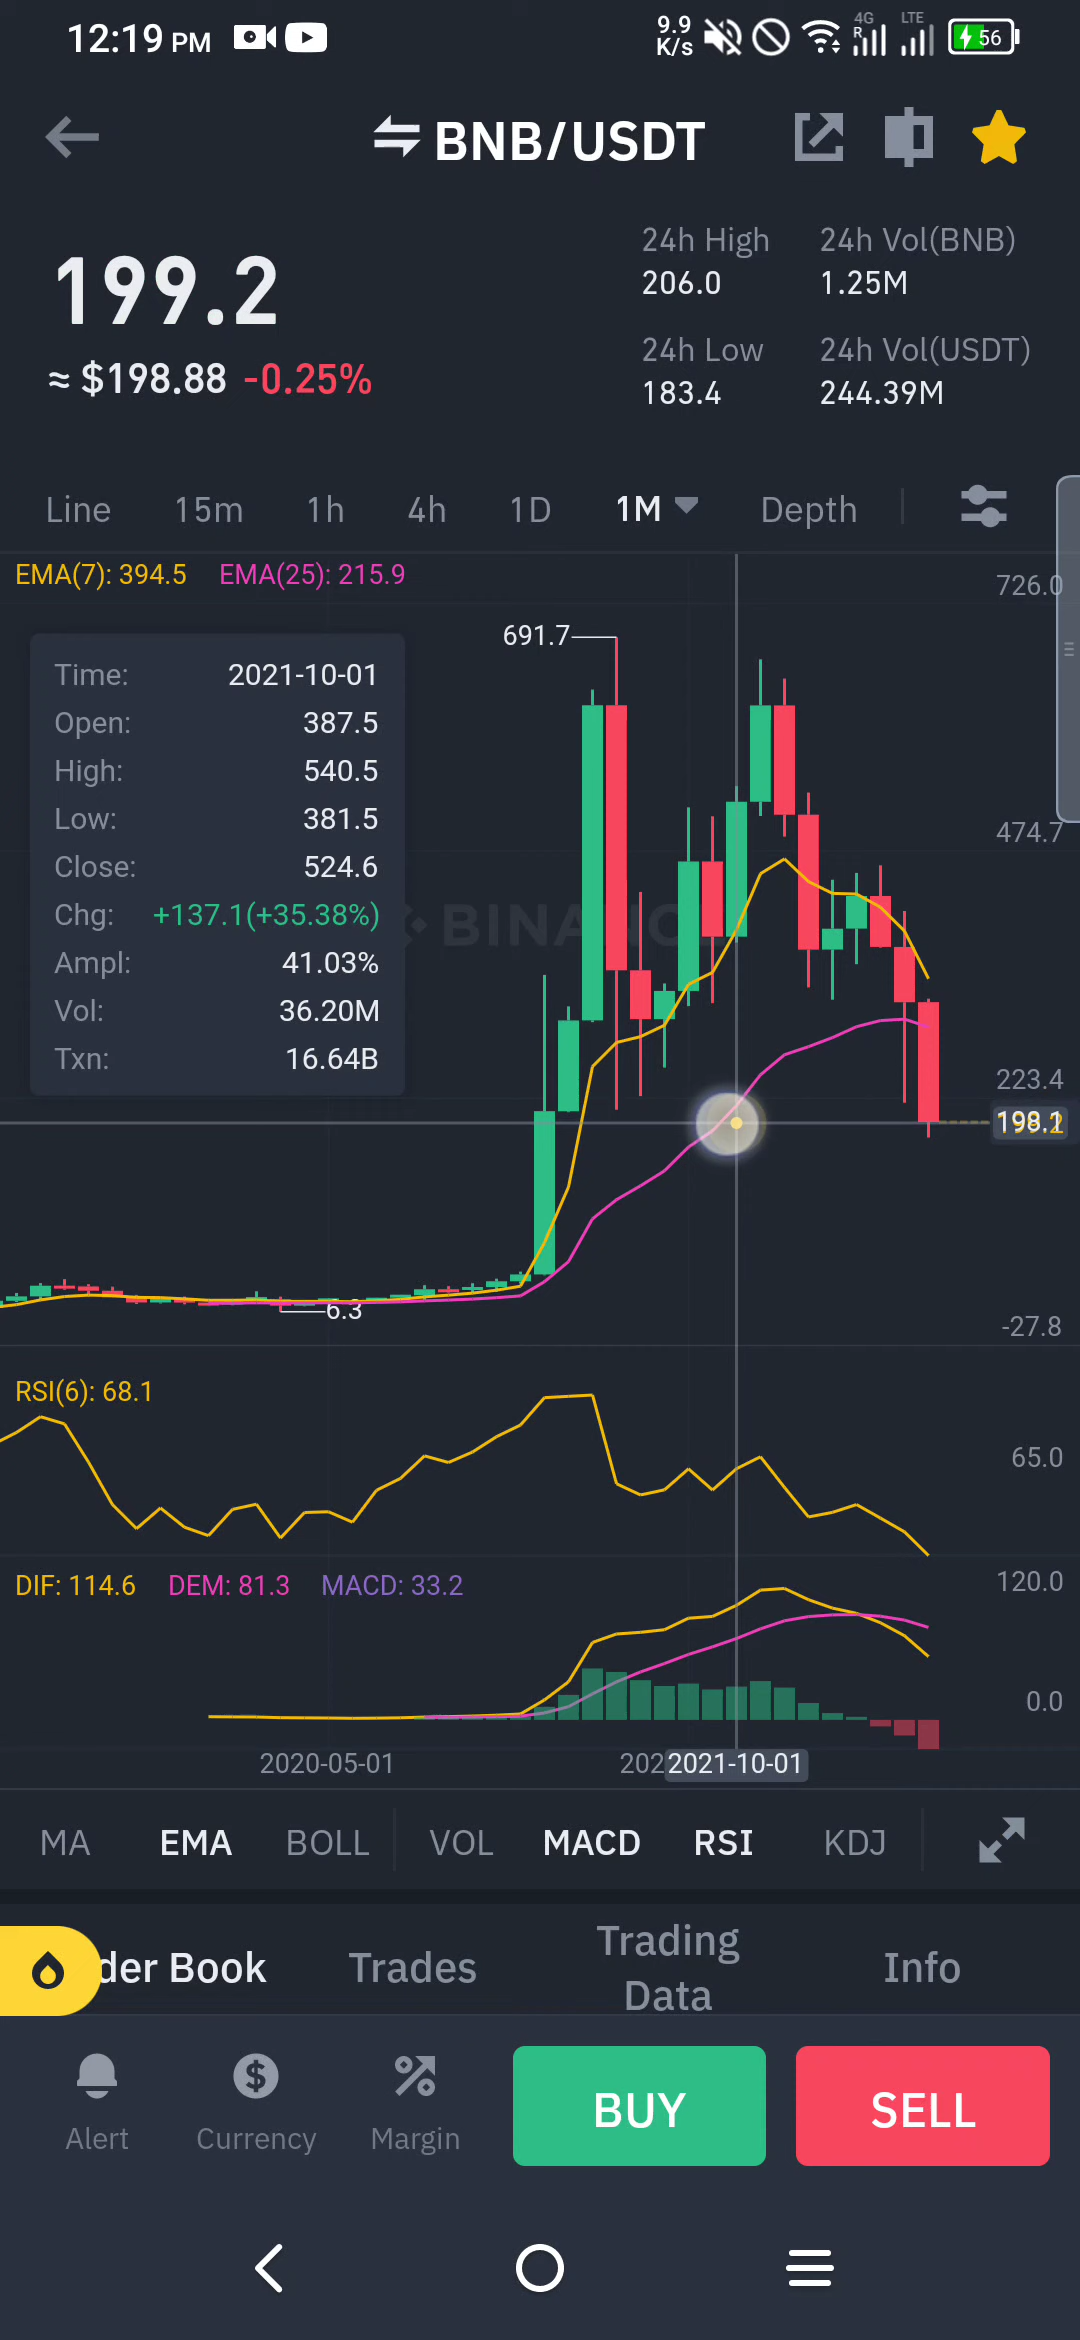 12:19 PM
9.9 K/s
4G R
LTE
56
BNB/USDT
199.2
≈ $198.88 -0.25%
24h High
206.0
24h Vol(BNB)
1.25M
24h Low
183.4
24h Vol(USDT)
244.39M
Line 15m 1h 4h 1D 1M Depth
EMA(7): 394.5 EMA(25): 215.9
726.0
691.7
Time: 2021-10-01
Open: 387.5
High: 540.5
Low: 381.5
Close: 524.6
Chg: +137.1(+35.38%)
Ampl: 41.03%
Vol: 36.20M
Txn: 16.64B
474.7
BINANC
223.4
198.1
6.3
-27.8
RSI(6): 68.1
65.0
DIF: 114.6 DEM: 81.3 MACD: 33.2
120.0
0.0
2020-05-01 202 2021-10-01
MA EMA BOLL VOL MACD RSI KDJ
der Book Trades Trading Data Info
Alert Currency Margin BUY SELL